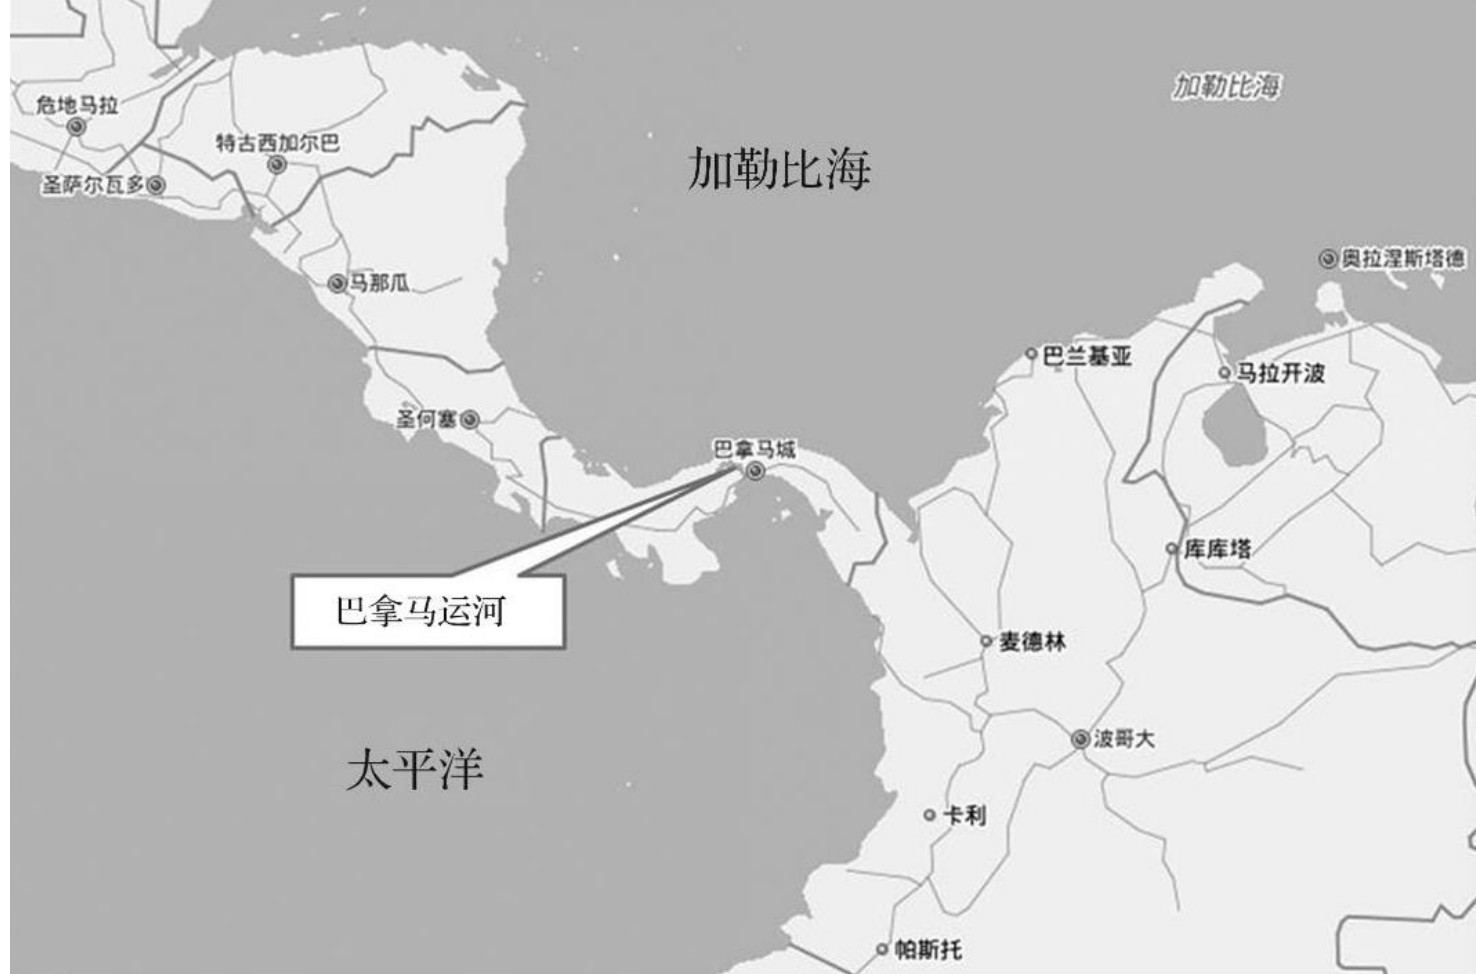 加勒比海
危地马拉
特古西加尔巴
加勒比海
圣萨尔瓦多
奥拉涅斯塔德
马那瓜
巴兰基亚
马拉开波
圣何塞
巴拿马城
库库塔
巴拿马运河
麦德林
波哥大
太平洋
卡利
帕斯托